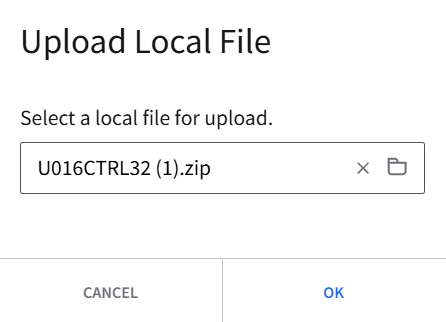 Upload Local File
Select a local file for upload.
U016CTRL32 (1).zip
CANCEL
OK